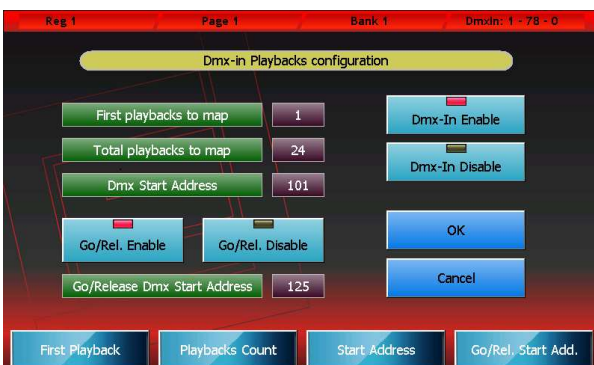 Reg 1 Page 1 Bank 1 Dmxin: 1 - 78 - 0
Dmx-in Playbacks configuration
First playbacks to map 1
Dmx-In Enable
Total playbacks to map 24
Dmx-In Disable
Dmx Start Address 101
Go/Rel. Enable Go/Rel. Disable
OK
Go/Release Dmx Start Address 125
Cancel
First Playback Playbacks Count Start Address Go/Rel. Start Add.